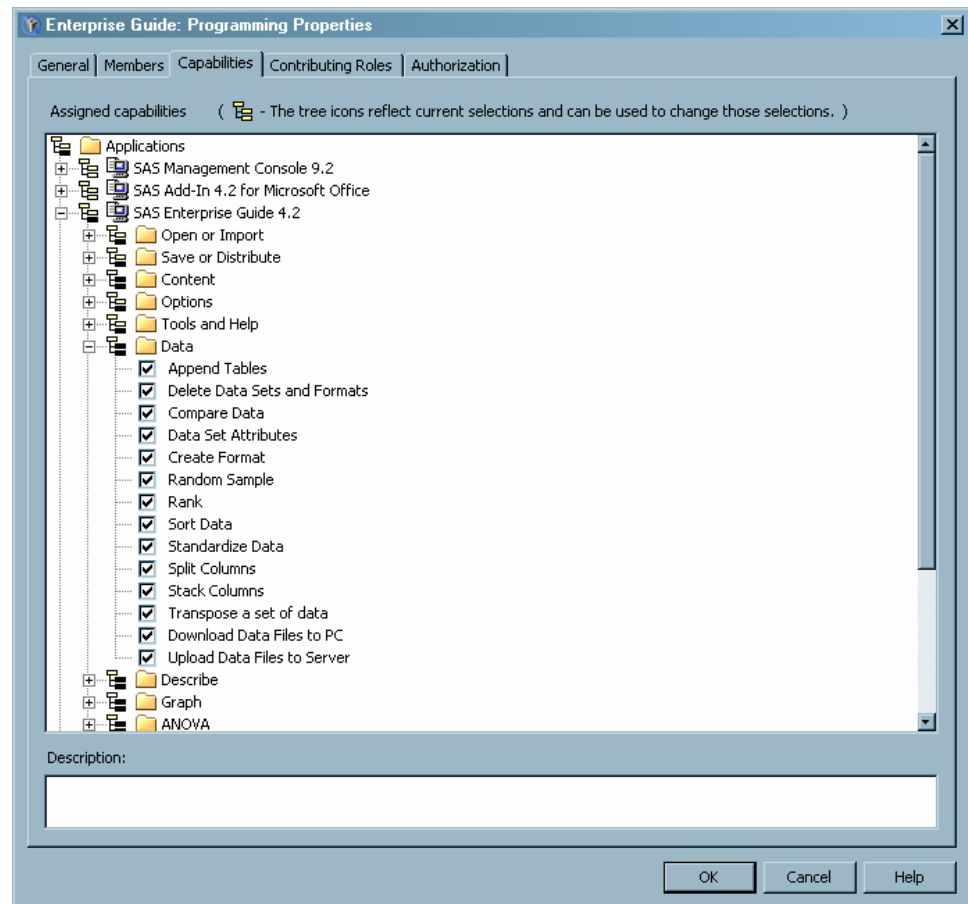 Enterprise Guide: Programming Properties
General Members Capabilities Contributing Roles Authorization
Assigned capabilities ( - The tree icons reflect current selections and can be used to change those selections. )
Applications
SAS Management Console 9.2
SAS Add-In 4.2 for Microsoft Office
SAS Enterprise Guide 4.2
Open or Import
Save or Distribute
Content
Options
Tools and Help
Data
Append Tables
Delete Data Sets and Formats
Compare Data
Data Set Attributes
Create Format
Random Sample
Rank
Sort Data
Standardize Data
Split Columns
Stack Columns
Transpose a set of data
Download Data Files to PC
Upload Data Files to Server
Describe
Graph
ANOVA
Description:
OK Cancel Help